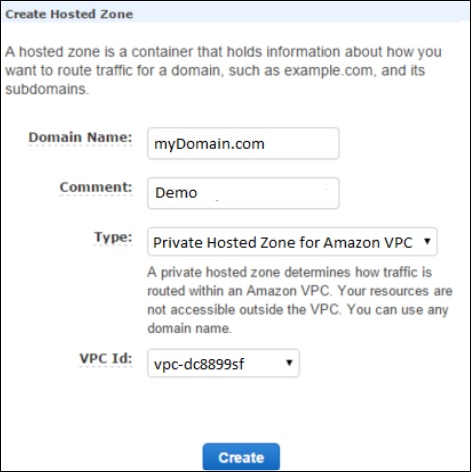 Create Hosted Zone
A hosted zone is a container that holds information about how you
want to route traffic for a domain, such as example.com, and its
subdomains.
Domain Name: myDomain.com
Comment: Demo
Type: Private Hosted Zone for Amazon VPC
A private hosted zone determines how traffic is
routed within an Amazon VPC. Your resources are
not accessible outside the VPC. You can use any
domain name.
VPC Id: vpc-dc8899sf
Create